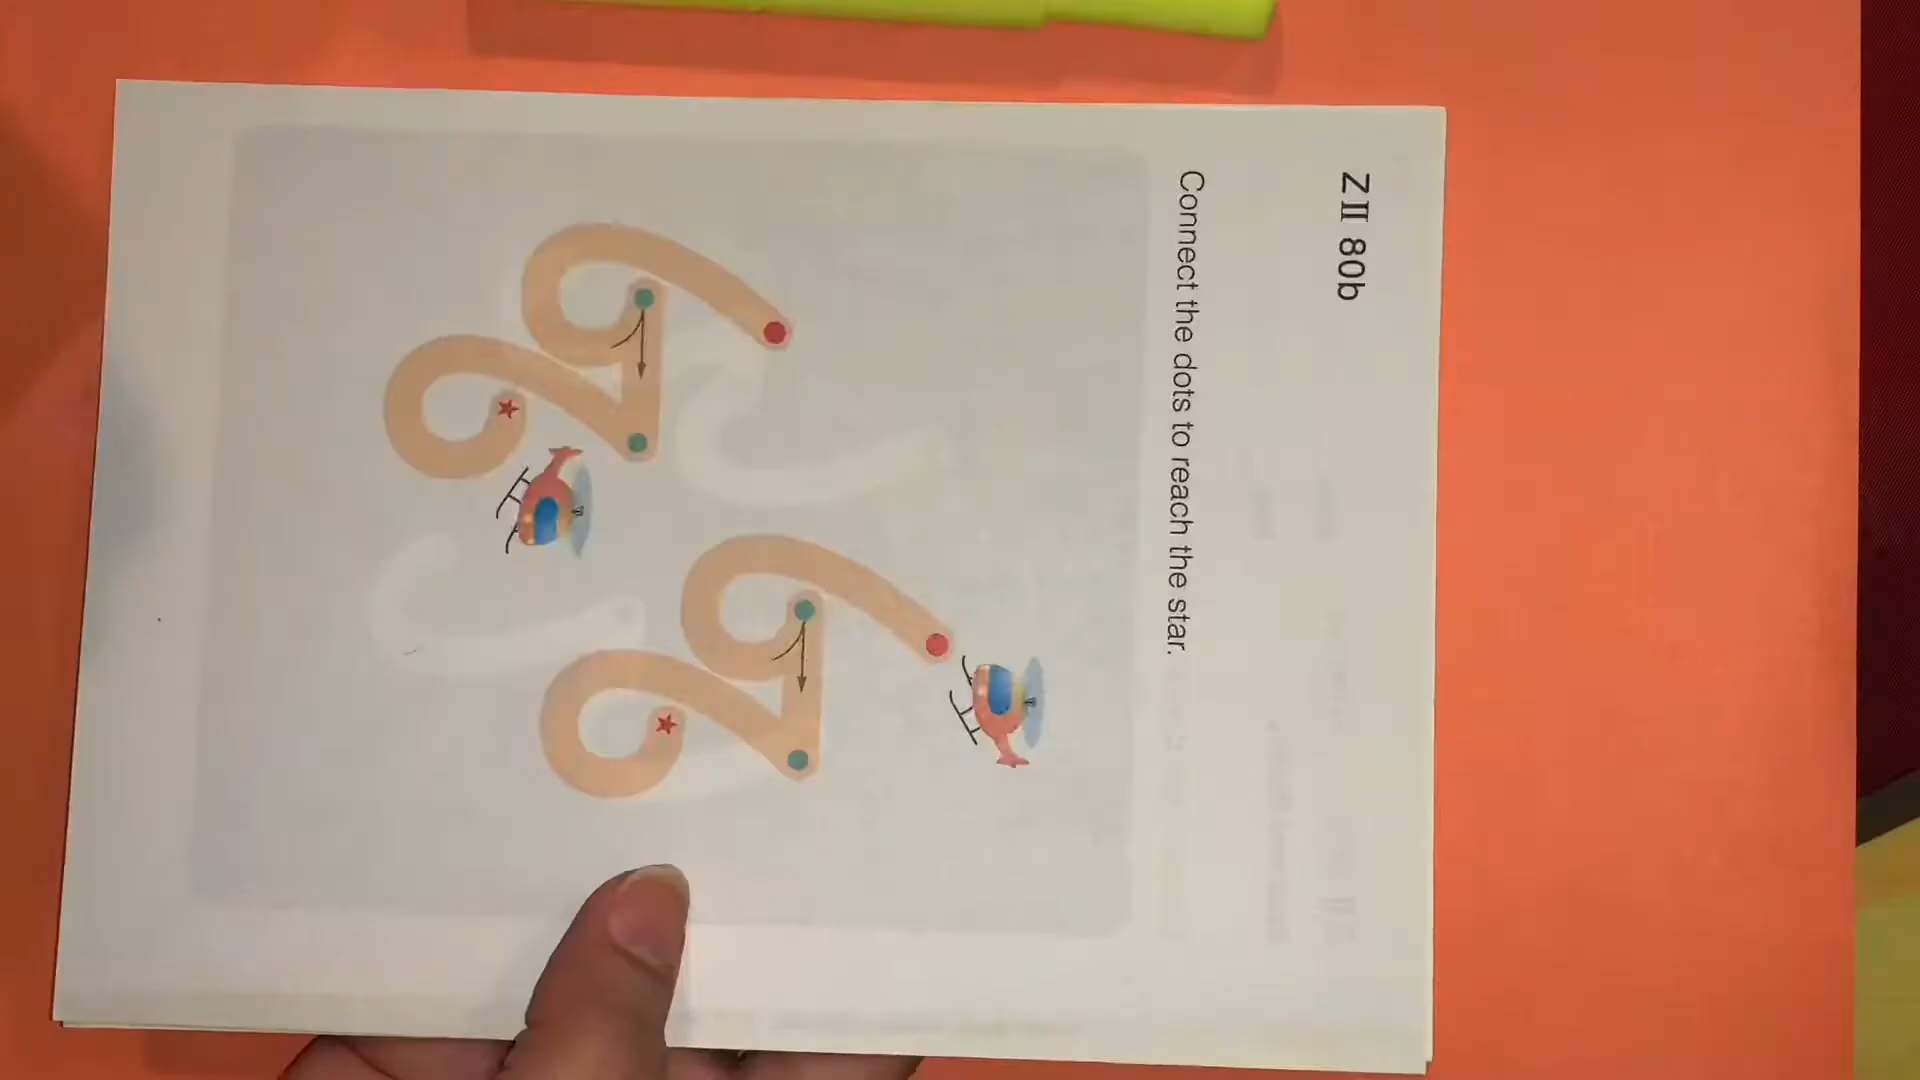 Z II 80b
Connect the dots to reach the star.